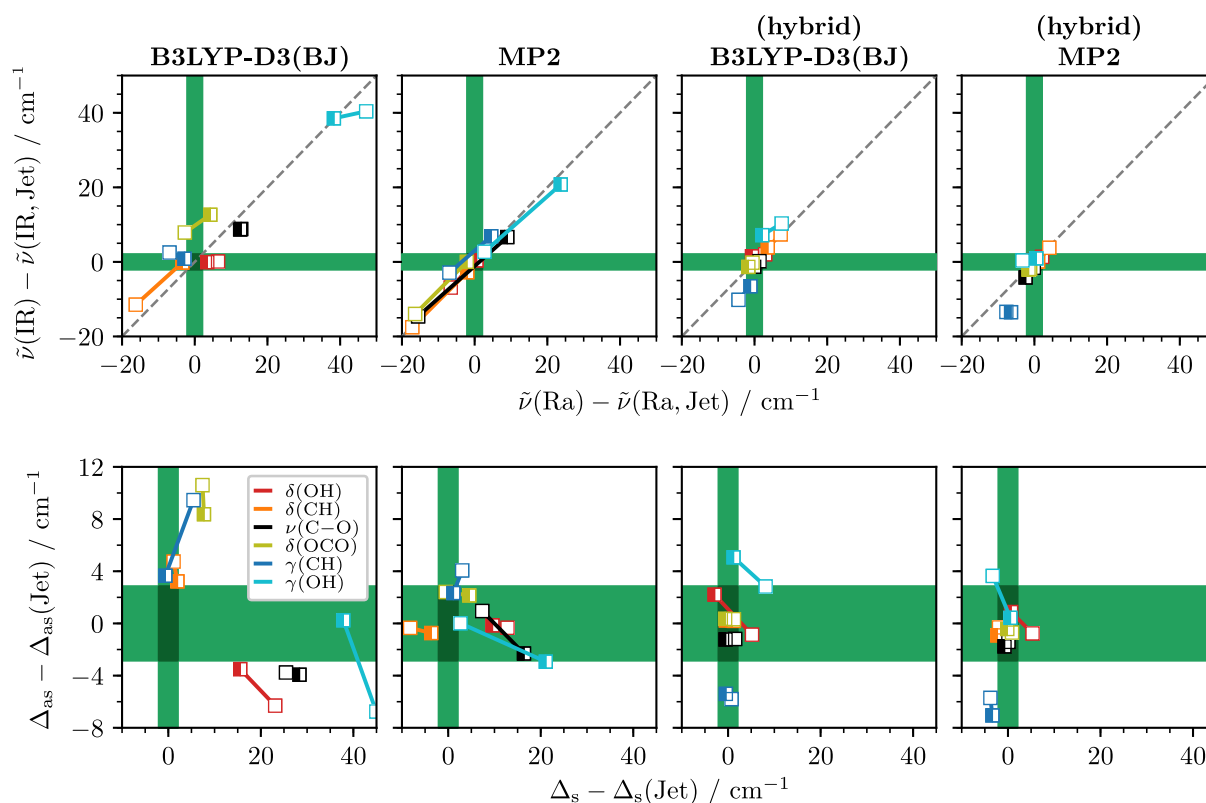 (hybrid) (hybrid)
B3LYP-D3(BJ) MP2 B3LYP-D3(BJ) MP2
ν̃(IR) − ν̃(IR, Jet) / cm⁻¹
40
20
0
−20
−20 0 20 40 −20 0 20 40 −20 0 20 40 −20 0 20 40
ν̃(Ra) − ν̃(Ra, Jet) / cm⁻¹
Δas − Δas(Jet) / cm⁻¹
12
8
4
0
−4
−8
δ(OH)
δ(CH)
ν(C−O)
δ(OCO)
γ(CH)
γ(OH)
0 20 40 0 20 40 0 20 40 0 20 40
Δs − Δs(Jet) / cm⁻¹